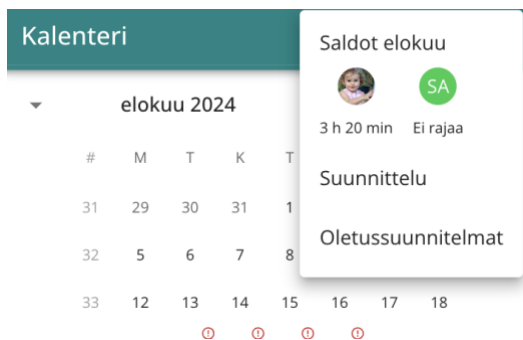 Kalenteri
Saldot elokuu
SA
3 h 20 min Ei rajaa
Suunnittelu
Oletussuunnitelmat
elokuu 2024
# M T K T
31 29 30 31 1
32 5 6 7 8
33 12 13 14 15 16 17 18